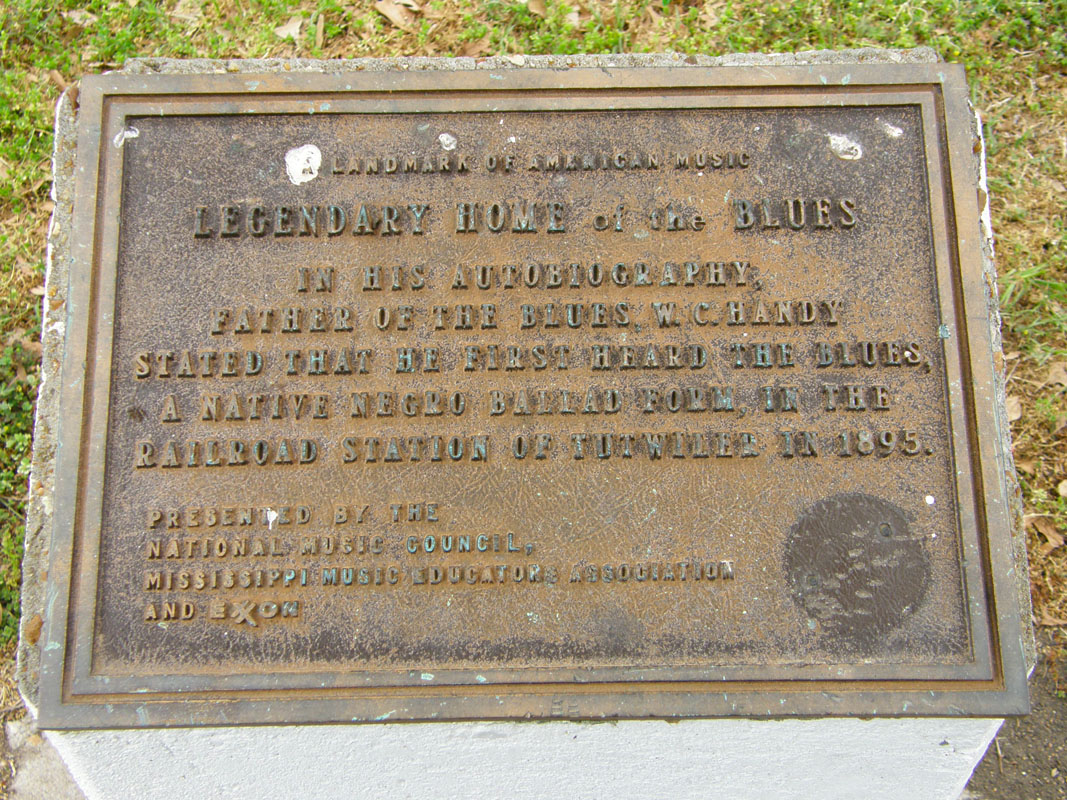 A LANDMARK OF AMERICAN MUSIC
LEGENDARY HOME of the BLUES
IN HIS AUTOBIOGRAPHY,
FATHER OF THE BLUES, W. C. HANDY
STATED THAT HE FIRST HEARD THE BLUES,
A NATIVE NEGRO BALLAD FORM, IN THE
RAILROAD STATION OF TUTWILER IN 1895.
PRESENTED BY THE
NATIONAL MUSIC COUNCIL,
MISSISSIPPI MUSIC EDUCATORS ASSOCIATION
AND EXXON